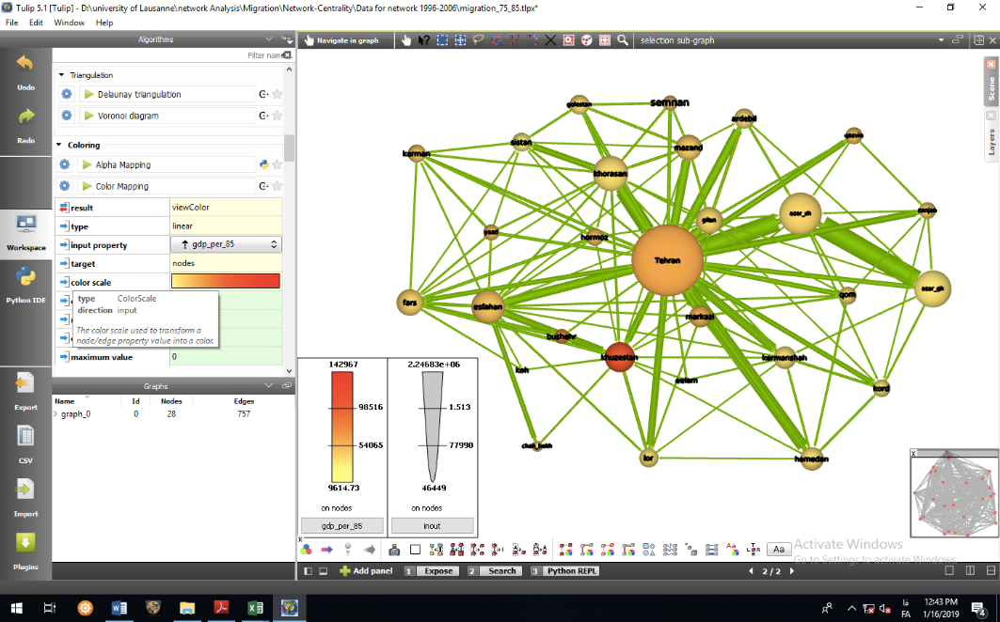 Tulip 5.1 [Tulip] - D:\university of Lausanne\network Analysis\Migration\Network-Centrality\Data for network 1996-2006\migration_75_85.tlpx*
File Edit Window Help
Algorithms
Navigate in graph
selection sub-graph
Filter name
Undo
Redo
Workspace
Python IDE
Export
CSV
Import
Plugins
Triangulation
Delaunay triangulation
Voronoi diagram
Coloring
Alpha Mapping
Color Mapping
result viewColor
type linear
input property gdp_per_85
target nodes
color scale
type ColorScale
direction input
The color scale used to transform a
node/edge property value into a color.
maximum value 0
Graphs
Name Id Nodes Edges
graph_0 0 28 757
Scene
Layers
golestan
semnan
ardebil
qazvin
sistan
mazand
kerman
khorasan
zanjan
azar_sh
gilan
yazd
hormoz
Tehran
azar_gh
qom
fars
esfahan
markazi
bushehr
khuzestan
kermanshah
koh
eelam
kord
chah_bakh
lor
hamedan
142967
98516
54065
9614.73
on nodes
gdp_per_85
2.24683e+06
1.513
77990
46449
on nodes
inout
Aa
Activate Windows
Go to Settings to activate Windows.
Add panel 1 Expose 2 Search 3 Python REPL
2 / 2
فا
FA
12:43 PM
1/16/2019
4